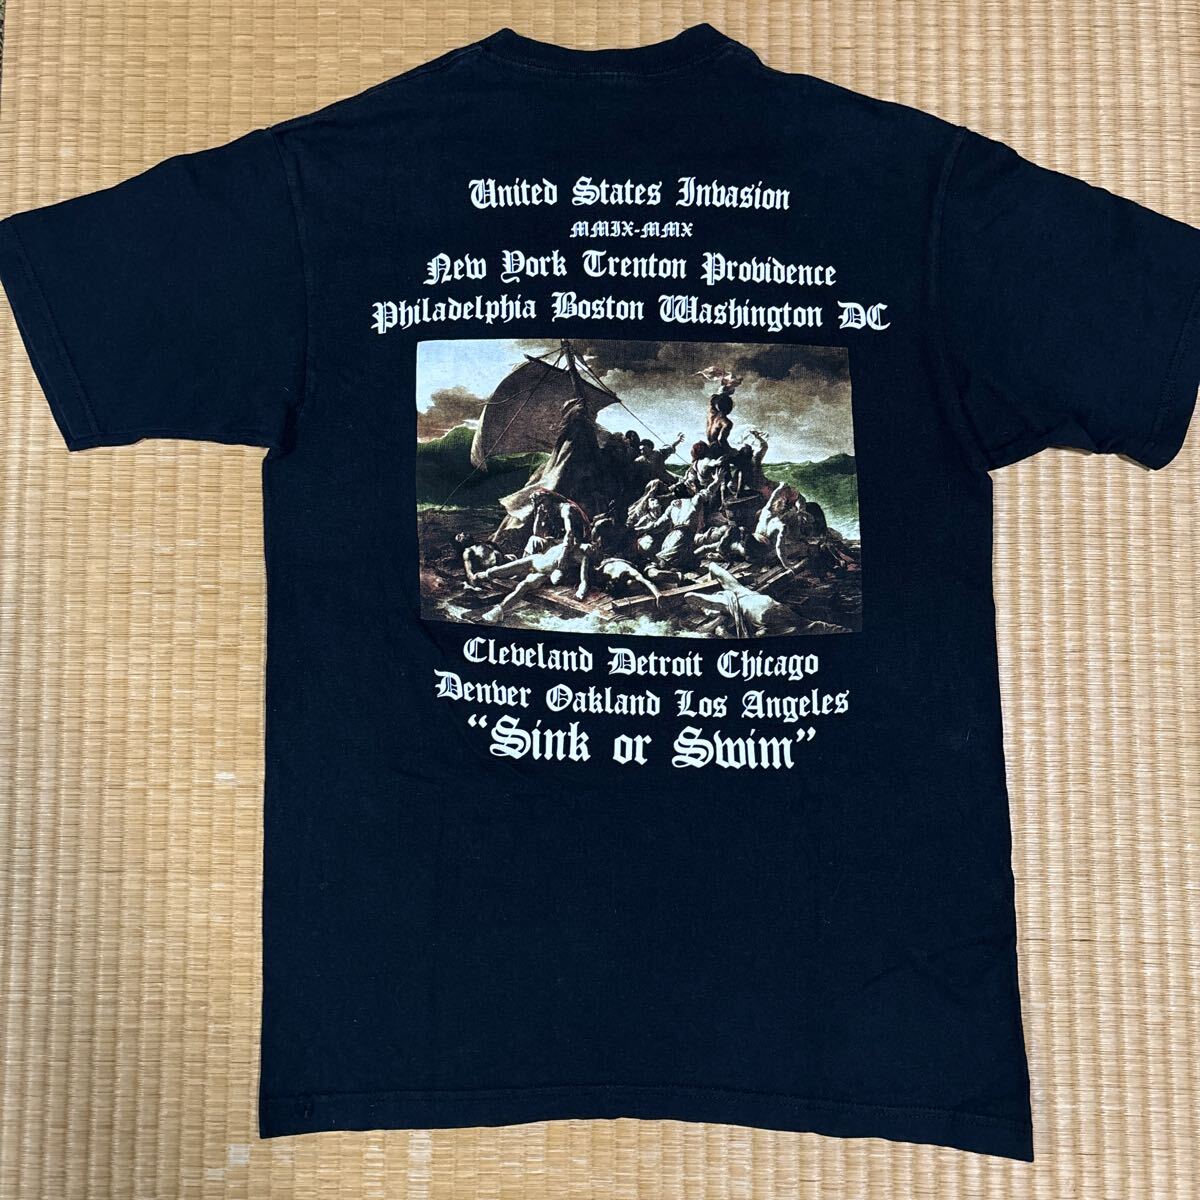 United States Invasion
MMIX-MMX
New York Trenton Providence
Philadelphia Boston Washington DC
Cleveland Detroit Chicago
Denver Oakland Los Angeles
"Sink or Swim"